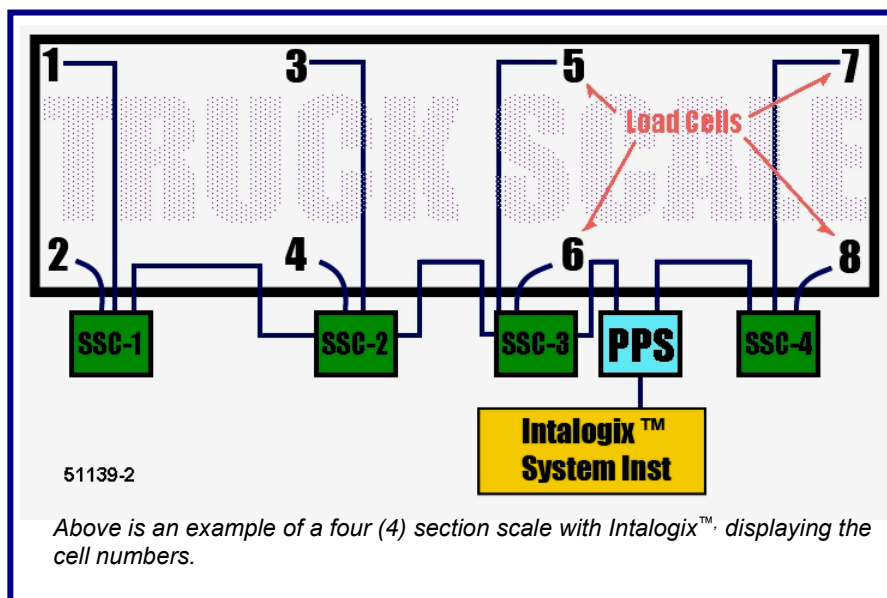 1 3 5 7
TRUCK SCALE
Load Cells
2 4 6 8
SSC-1 SSC-2 SSC-3 PPS SSC-4
Intalogix ™
System Inst
51139-2
Above is an example of a four (4) section scale with Intalogix™, displaying the
cell numbers.